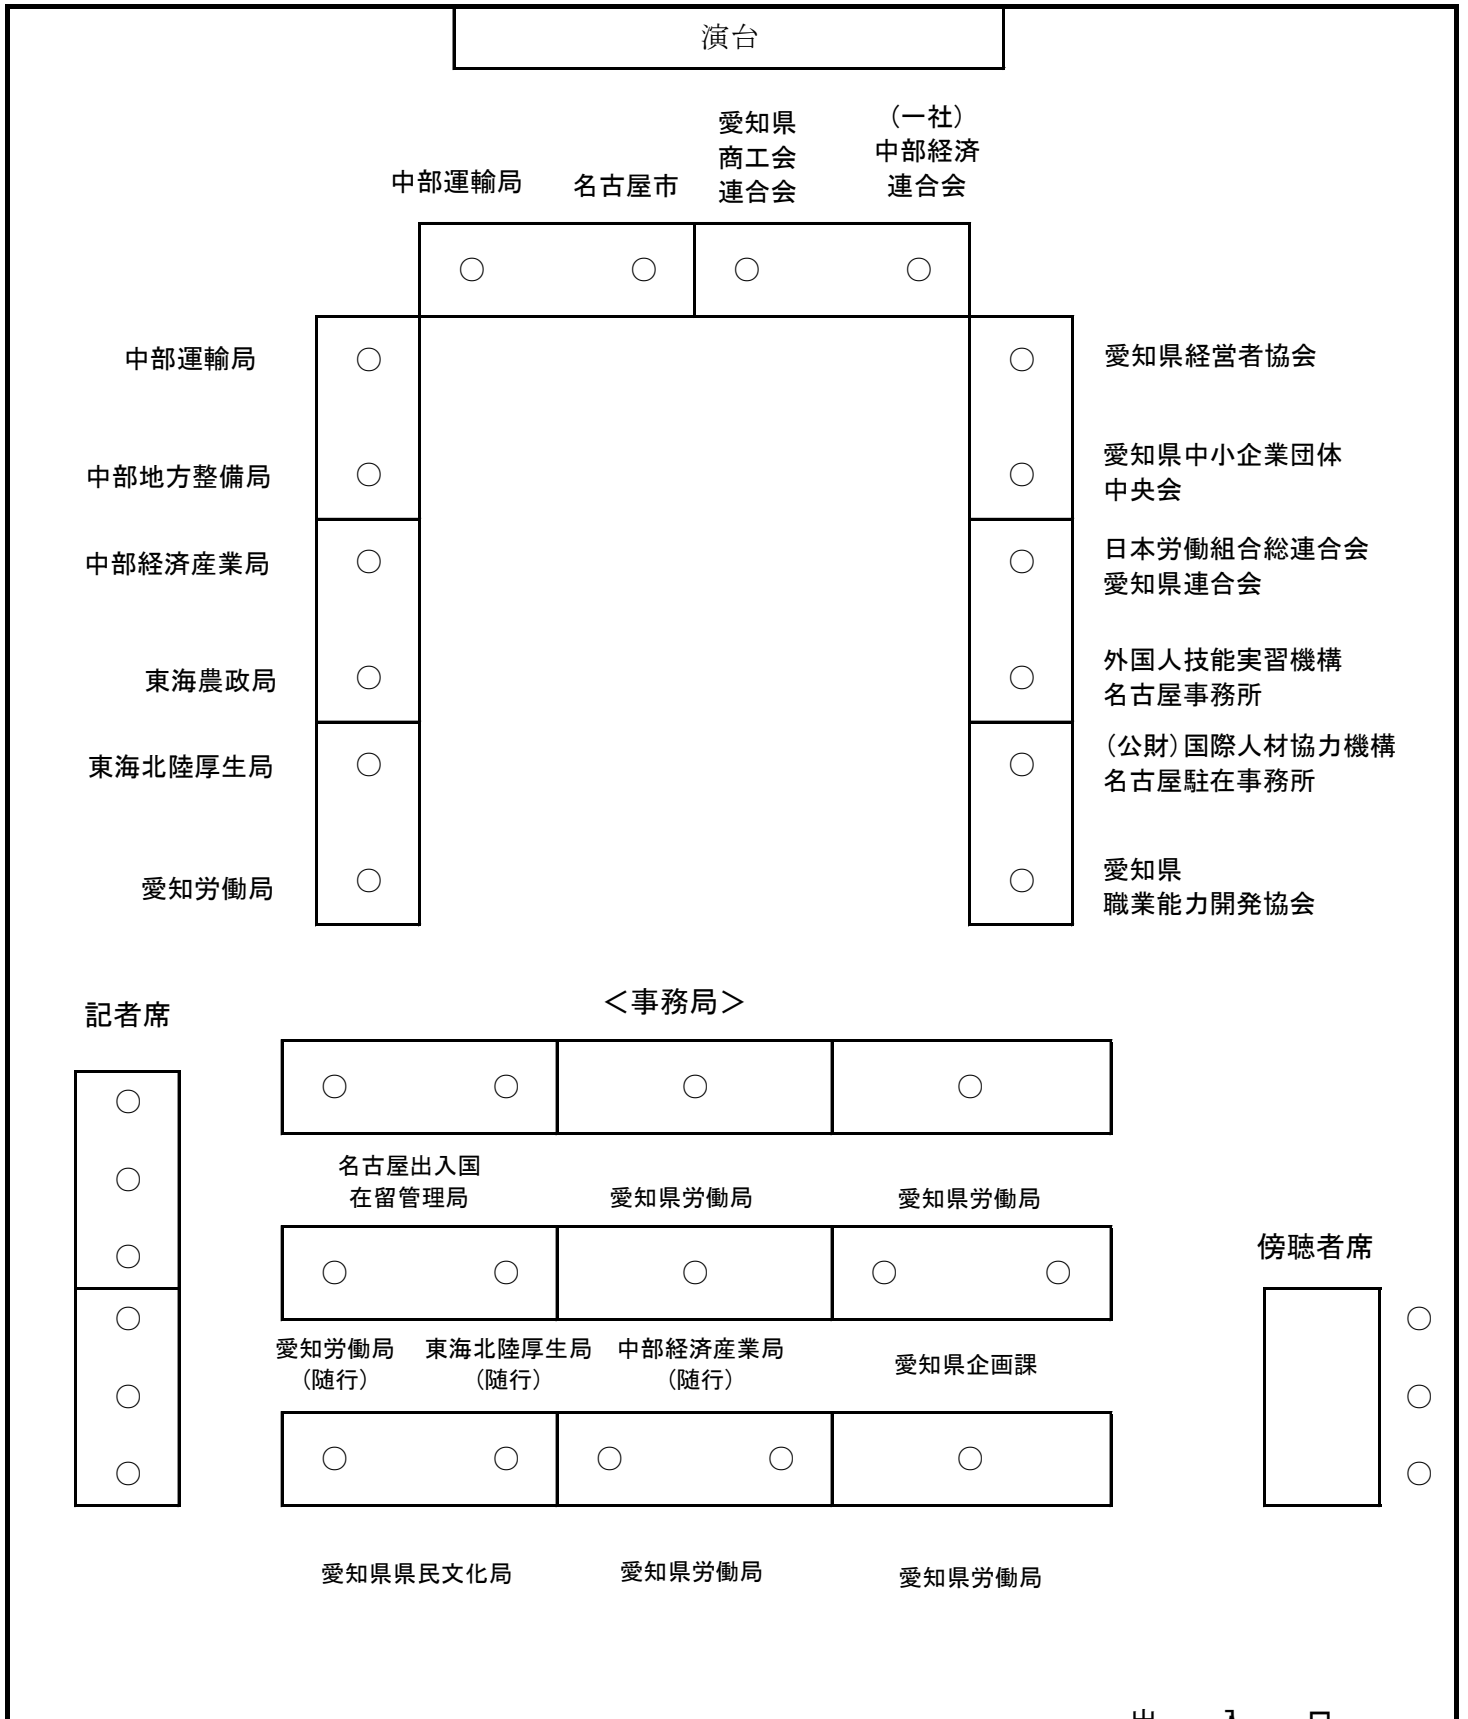 演台
中部運輸局
名古屋市
愛知県
商工会
連合会
（一社）
中部経済
連合会
中部運輸局
中部地方整備局
中部経済産業局
東海農政局
東海北陸厚生局
愛知労働局
愛知県経営者協会
愛知県中小企業団体
中央会
日本労働組合総連合会
愛知県連合会
外国人技能実習機構
名古屋事務所
（公財）国際人材協力機構
名古屋駐在事務所
愛知県
職業能力開発協会
記者席
＜事務局＞
名古屋出入国
在留管理局
愛知県労働局
愛知県労働局
愛知労働局
（随行）
東海北陸厚生局
（随行）
中部経済産業局
（随行）
愛知県企画課
傍聴者席
愛知県県民文化局
愛知県労働局
愛知県労働局
出　入　口